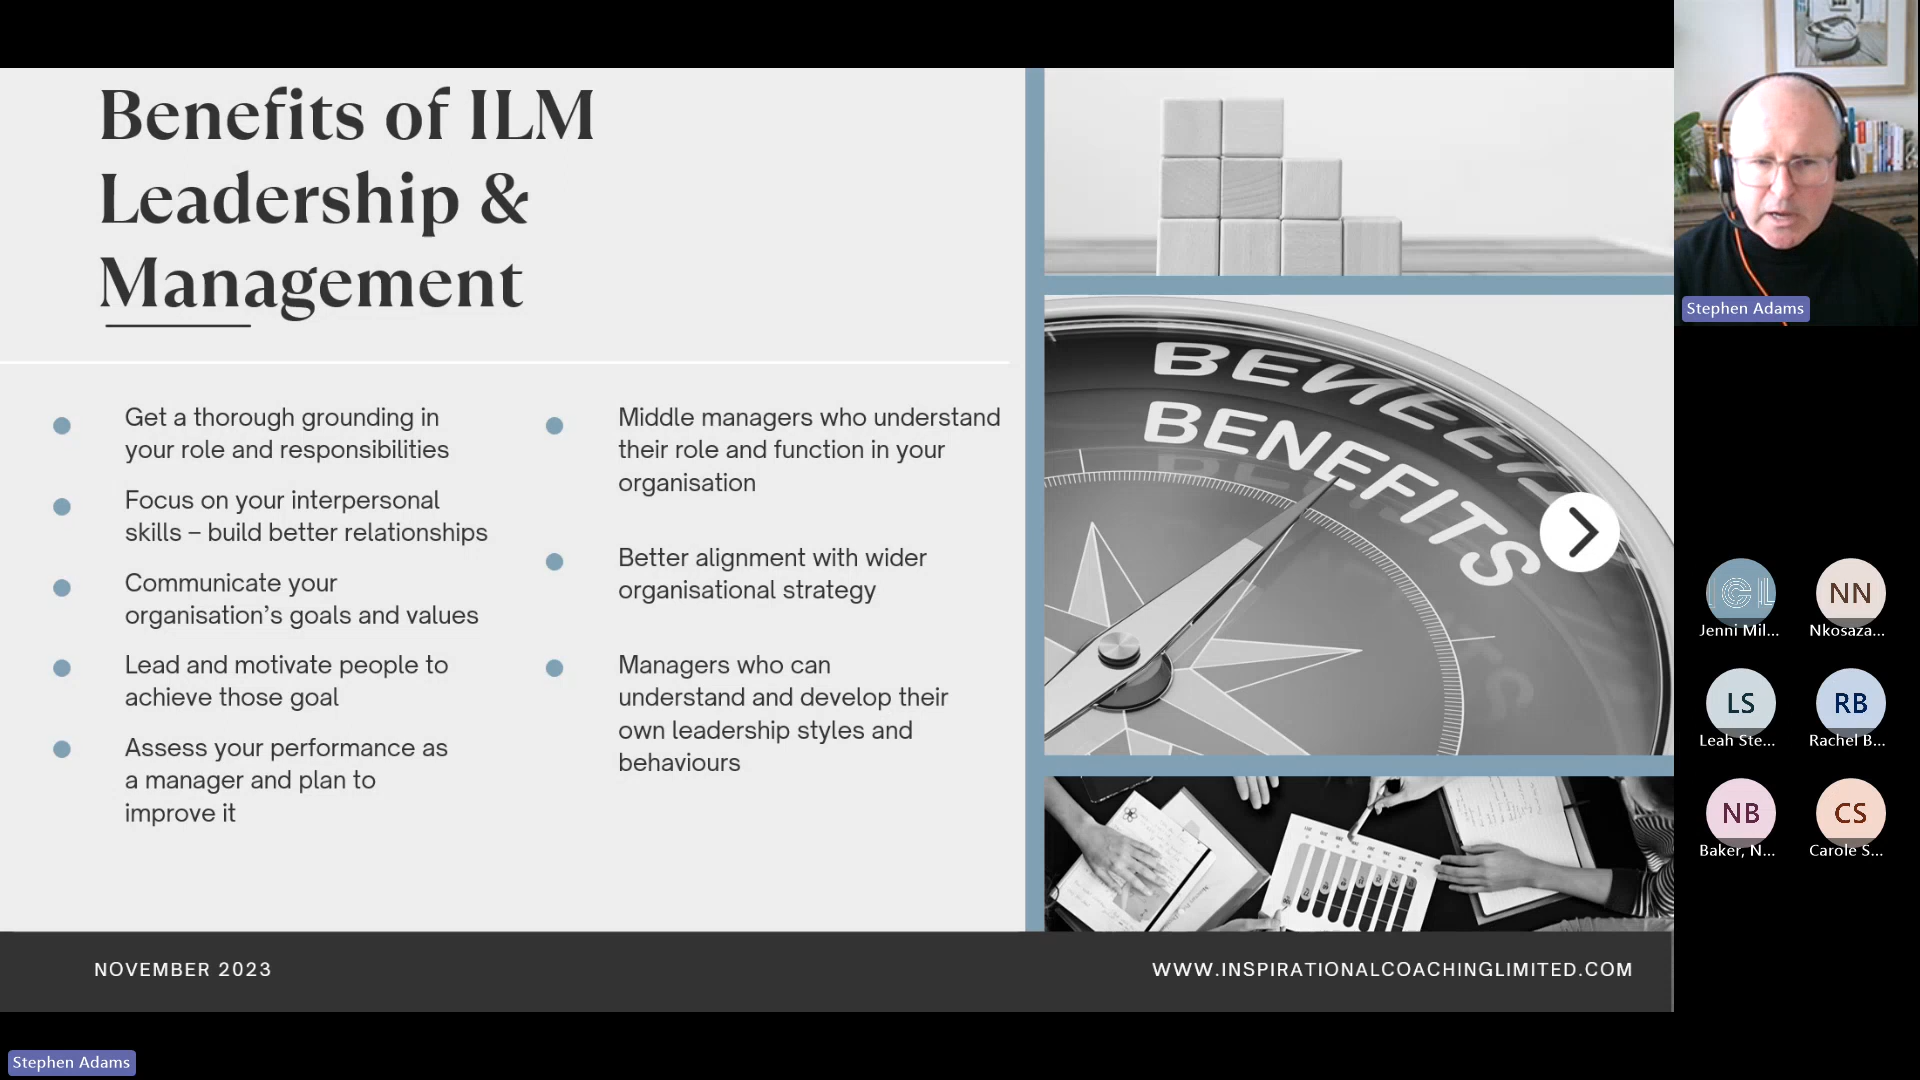 Benefits of ILM
Leadership &
Management
Get a thorough grounding in
your role and responsibilities
Focus on your interpersonal
skills – build better relationships
Communicate your
organisation’s goals and values
Lead and motivate people to
achieve those goal
Assess your performance as
a manager and plan to
improve it
Middle managers who understand
their role and function in your
organisation
Better alignment with wider
organisational strategy
Managers who can
understand and develop their
own leadership styles and
behaviours
BENEFITS
BENEFITS
NOVEMBER 2023
WWW.INSPIRATIONALCOACHINGLIMITED.COM
Stephen Adams
Stephen Adams
ICL
NN
Jenni Mil...
Nkosaza...
LS
RB
Leah Ste...
Rachel B...
NB
CS
Baker, N...
Carole S...